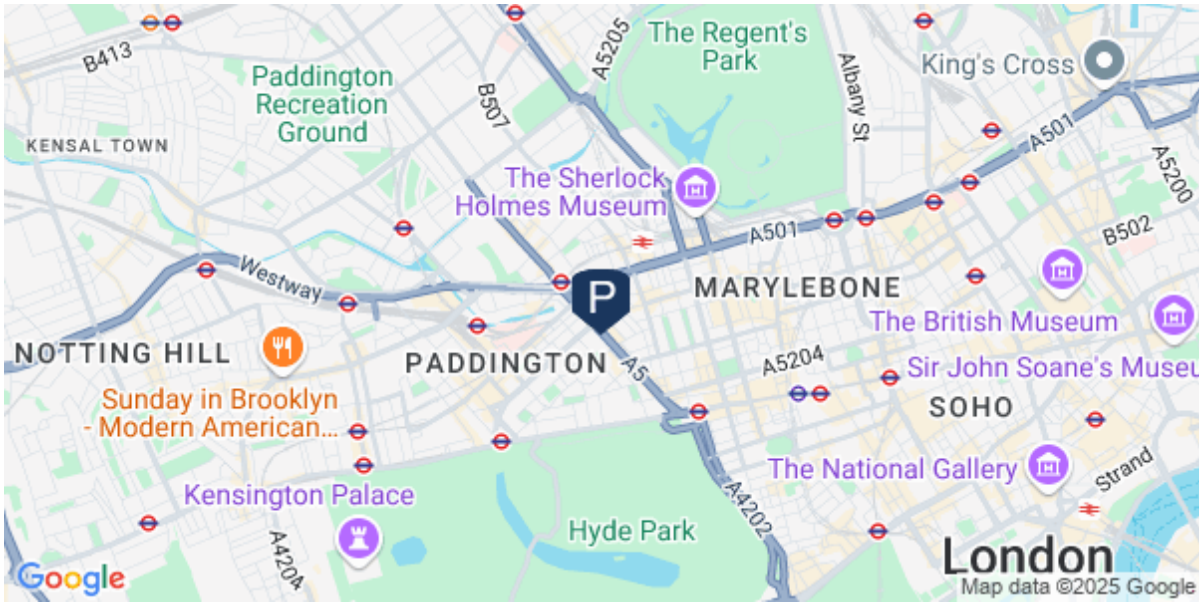 B413
A5205
The Regent's
Park
Albany St
King's Cross
Paddington
Recreation
Ground
B507
A501
A5200
KENSAL TOWN
The Sherlock
Holmes Museum
B502
A501
Westway
MARYLEBONE
P
The British Museum
NOTTING HILL
PADDINGTON
A5
A5204
Sir John Soane's Museu
SOHO
Sunday in Brooklyn
- Modern American...
The National Gallery
Strand
Kensington Palace
A4202
Hyde Park
A4204
London
Google
Map data ©2025 Google